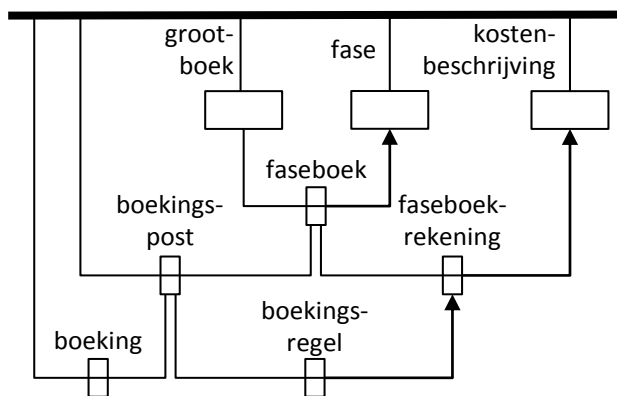 groot-
boek
fase
kosten-
beschrijving
faseboek
boekings-
post
faseboek-
rekening
boeking
boekings-
regel